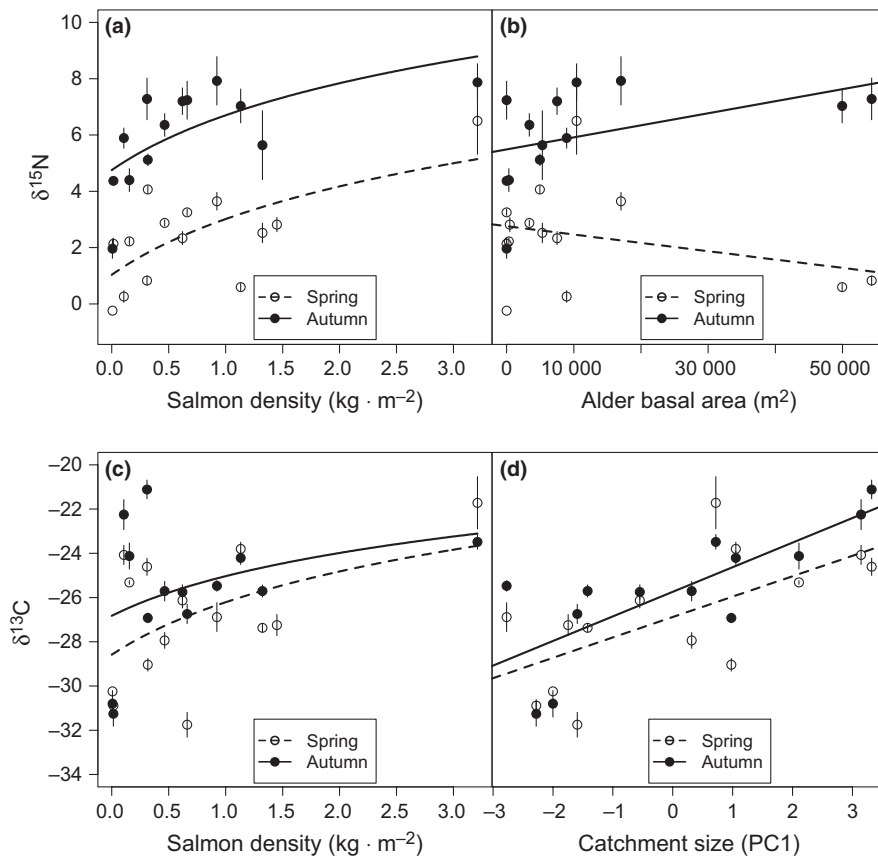 (a)
(b)
10
8
6
4
2
0
δ¹⁵N
Spring
Autumn
Spring
Autumn
0.0 0.5 1.0 1.5 2.0 2.5 3.0
0 10 000 30 000 50 000
Salmon density (kg · m⁻²)
Alder basal area (m²)
(c)
(d)
–20
–22
–24
–26
–28
–30
–32
–34
δ¹³C
Spring
Autumn
Spring
Autumn
0.0 0.5 1.0 1.5 2.0 2.5 3.0
–3 –2 –1 0 1 2 3
Salmon density (kg · m⁻²)
Catchment size (PC1)